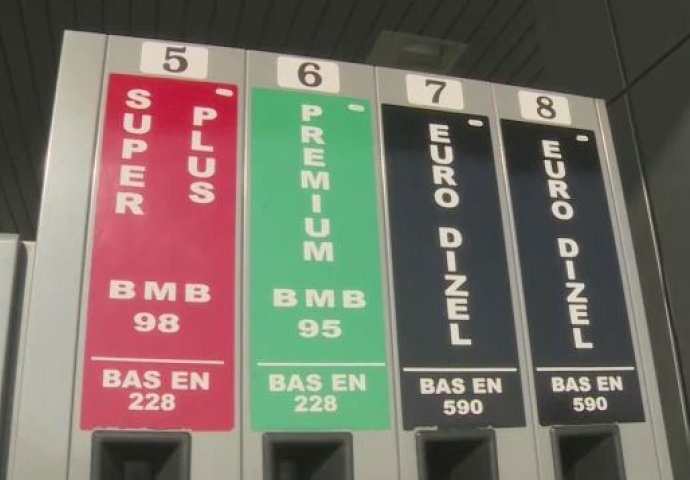 5
SUPER PLUS
BMB
98
BAS EN
228
6
PREMIUM
BMB
95
BAS EN
228
7
EURO DIZEL
BAS EN
590
8
EURO DIZEL
BAS EN
590